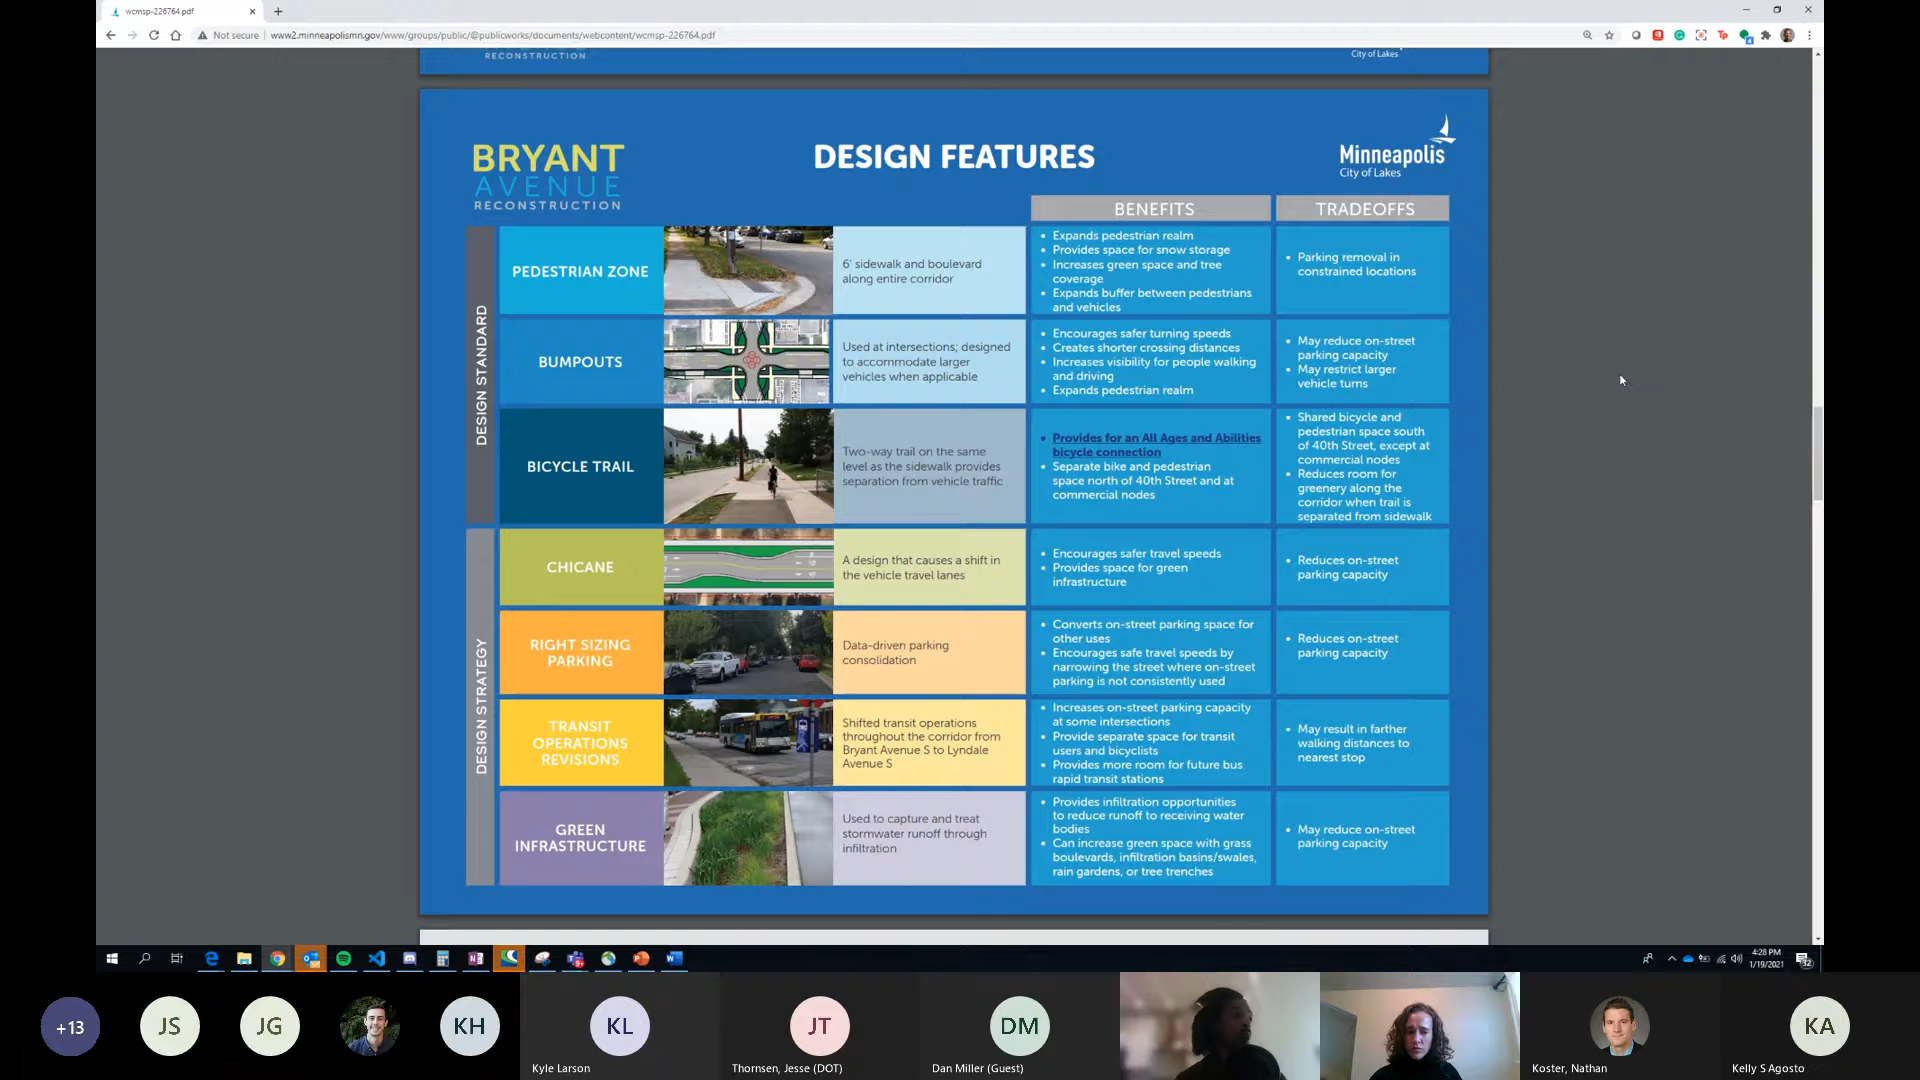 wcmsp-226764.pdf
Not secure
www2.minneapolismn.gov/www/groups/public/@publicworks/documents/webcontent/wcmsp-226764.pdf
RECONSTRUCTION
City of Lakes
BRYANT
AVENUE
RECONSTRUCTION
DESIGN FEATURES
Minneapolis
City of Lakes
BENEFITS
TRADEOFFS
DESIGN STANDARD
PEDESTRIAN ZONE
6' sidewalk and boulevard
along entire corridor
• Expands pedestrian realm
• Provides space for snow storage
• Increases green space and tree
coverage
• Expands buffer between pedestrians
and vehicles
• Parking removal in
constrained locations
BUMPOUTS
Used at intersections; designed
to accommodate larger
vehicles when applicable
• Encourages safer turning speeds
• Creates shorter crossing distances
• Increases visibility for people walking
and driving
• Expands pedestrian realm
• May reduce on-street
parking capacity
• May restrict larger
vehicle turns
BICYCLE TRAIL
Two-way trail on the same
level as the sidewalk provides
separation from vehicle traffic
• Provides for an All Ages and Abilities
bicycle connection
• Separate bike and pedestrian
space north of 40th Street and at
commercial nodes
• Shared bicycle and
pedestrian space south
of 40th Street, except at
commercial nodes
• Reduces room for
greenery along the
corridor when trail is
separated from sidewalk
DESIGN STRATEGY
CHICANE
A design that causes a shift in
the vehicle travel lanes
• Encourages safer travel speeds
• Provides space for green
infrastructure
• Reduces on-street
parking capacity
RIGHT SIZING
PARKING
Data-driven parking
consolidation
• Converts on-street parking space for
other uses
• Encourages safe travel speeds by
narrowing the street where on-street
parking is not consistently used
• Reduces on-street
parking capacity
TRANSIT
OPERATIONS
REVISIONS
Shifted transit operations
throughout the corridor from
Bryant Avenue S to Lyndale
Avenue S
• Increases on-street parking capacity
at some intersections
• Provide separate space for transit
users and bicyclists
• Provides more room for future bus
rapid transit stations
• May result in farther
walking distances to
nearest stop
GREEN
INFRASTRUCTURE
Used to capture and treat
stormwater runoff through
infiltration
• Provides infiltration opportunities
to reduce runoff to receiving water
bodies
• Can increase green space with grass
boulevards, infiltration basins/swales,
rain gardens, or tree trenches
• May reduce on-street
parking capacity
4:28 PM
1/19/2021
32
+13
JS
JG
KH
KL
Kyle Larson
JT
Thornsen, Jesse (DOT)
DM
Dan Miller (Guest)
Koster, Nathan
KA
Kelly S Agosto